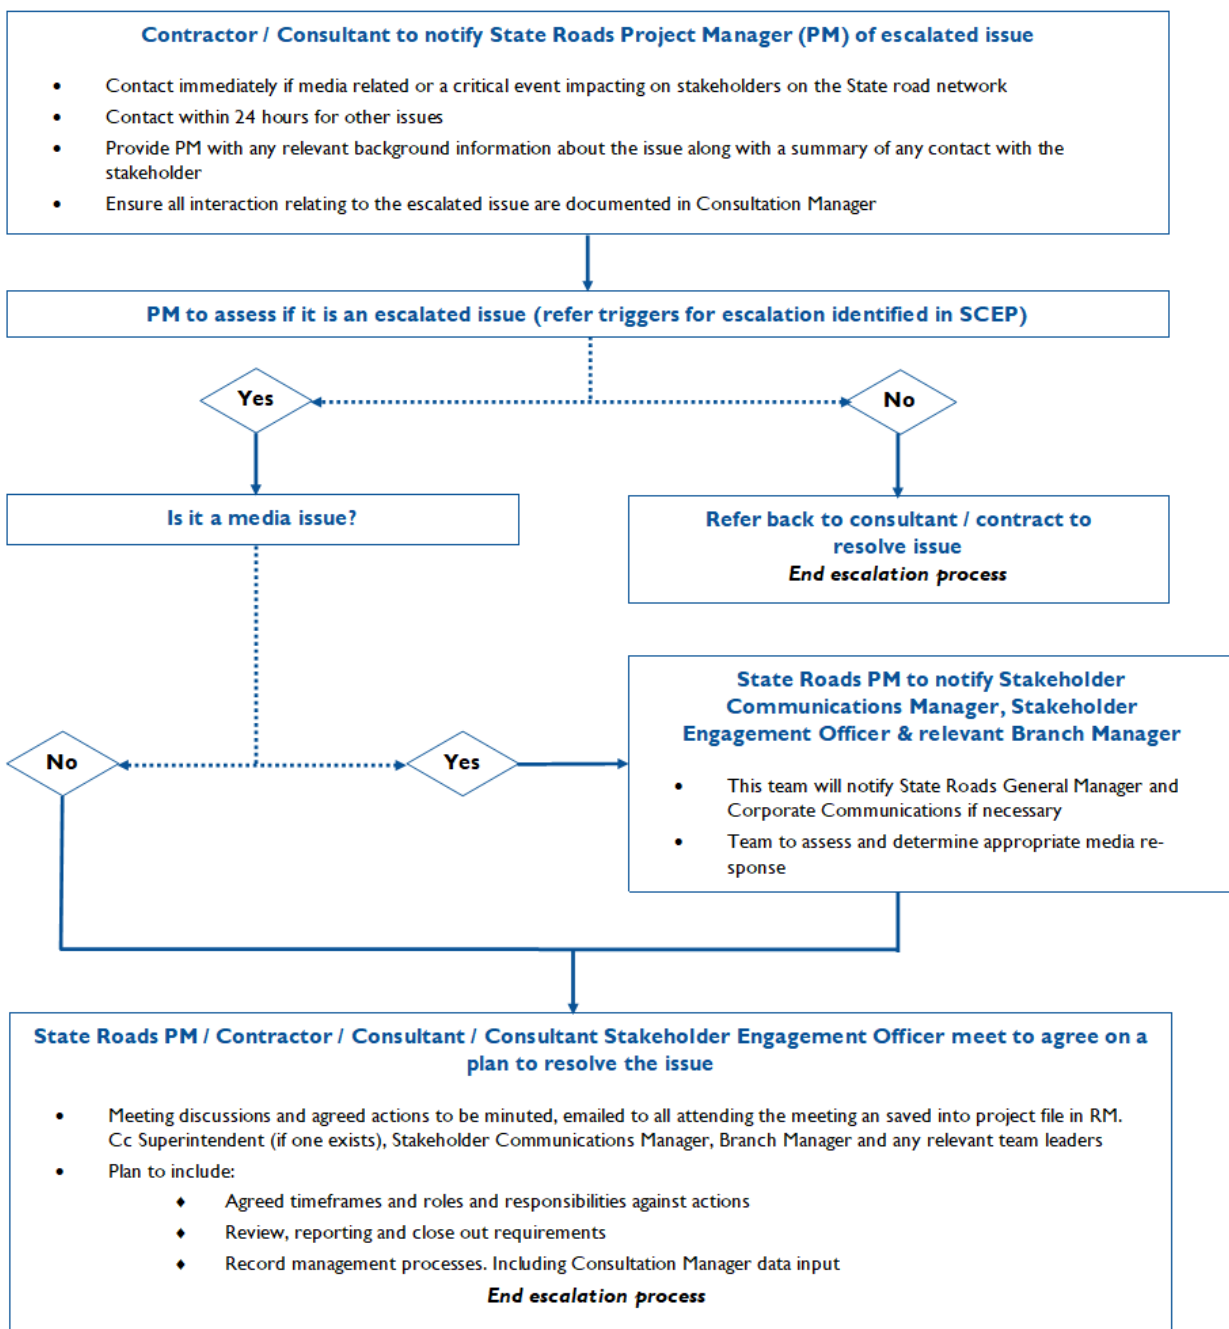 Contractor / Consultant to notify State Roads Project Manager (PM) of escalated issue
• Contact immediately if media related or a critical event impacting on stakeholders on the State road network
• Contact within 24 hours for other issues
• Provide PM with any relevant background information about the issue along with a summary of any contact with the
stakeholder
• Ensure all interaction relating to the escalated issue are documented in Consultation Manager
PM to assess if it is an escalated issue (refer triggers for escalation identified in SCEP)
Yes
No
Is it a media issue?
Refer back to consultant / contract to
resolve issue
End escalation process
State Roads PM to notify Stakeholder
Communications Manager, Stakeholder
Engagement Officer & relevant Branch Manager
• This team will notify State Roads General Manager and
Corporate Communications if necessary
• Team to assess and determine appropriate media re-
sponse
No
Yes
State Roads PM / Contractor / Consultant / Consultant Stakeholder Engagement Officer meet to agree on a
plan to resolve the issue
• Meeting discussions and agreed actions to be minuted, emailed to all attending the meeting an saved into project file in RM.
Cc Superintendent (if one exists), Stakeholder Communications Manager, Branch Manager and any relevant team leaders
• Plan to include:
♦ Agreed timeframes and roles and responsibilities against actions
♦ Review, reporting and close out requirements
♦ Record management processes. Including Consultation Manager data input
End escalation process